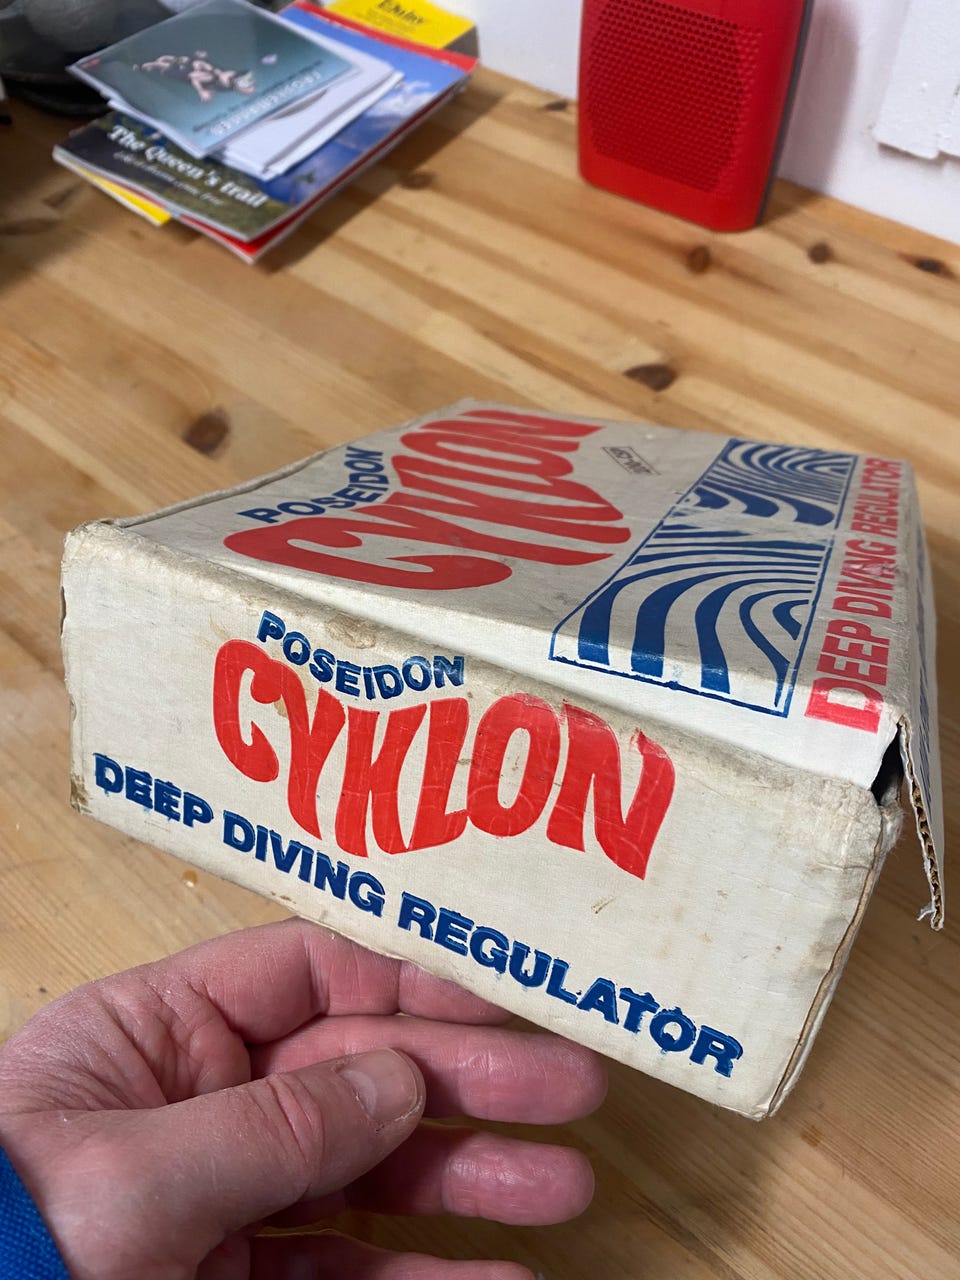 The Queen's trail
POSEIDON
CYKLON
DEEP DIVING REGULATOR
POSEIDON
CYKLON
DEEP DIVING REGULATOR